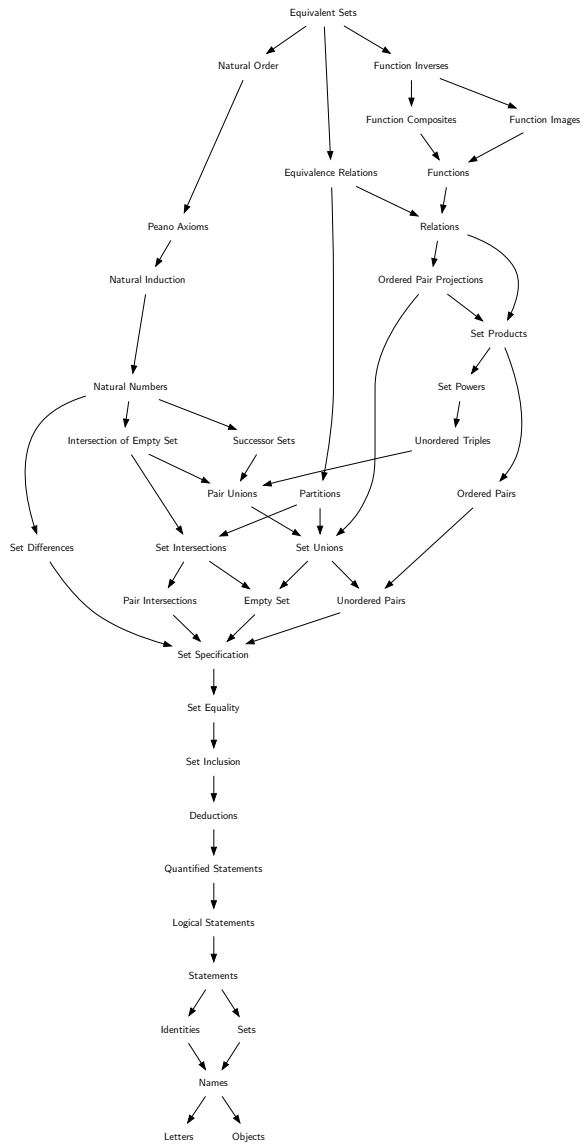 Equivalent Sets
Natural Order
Function Inverses
Function Composites
Function Images
Equivalence Relations
Functions
Peano Axioms
Relations
Natural Induction
Ordered Pair Projections
Set Products
Natural Numbers
Set Powers
Intersection of Empty Set
Successor Sets
Unordered Triples
Pair Unions
Partitions
Ordered Pairs
Set Differences
Set Intersections
Set Unions
Pair Intersections
Empty Set
Unordered Pairs
Set Specification
Set Equality
Set Inclusion
Deductions
Quantified Statements
Logical Statements
Statements
Identities
Sets
Names
Letters
Objects